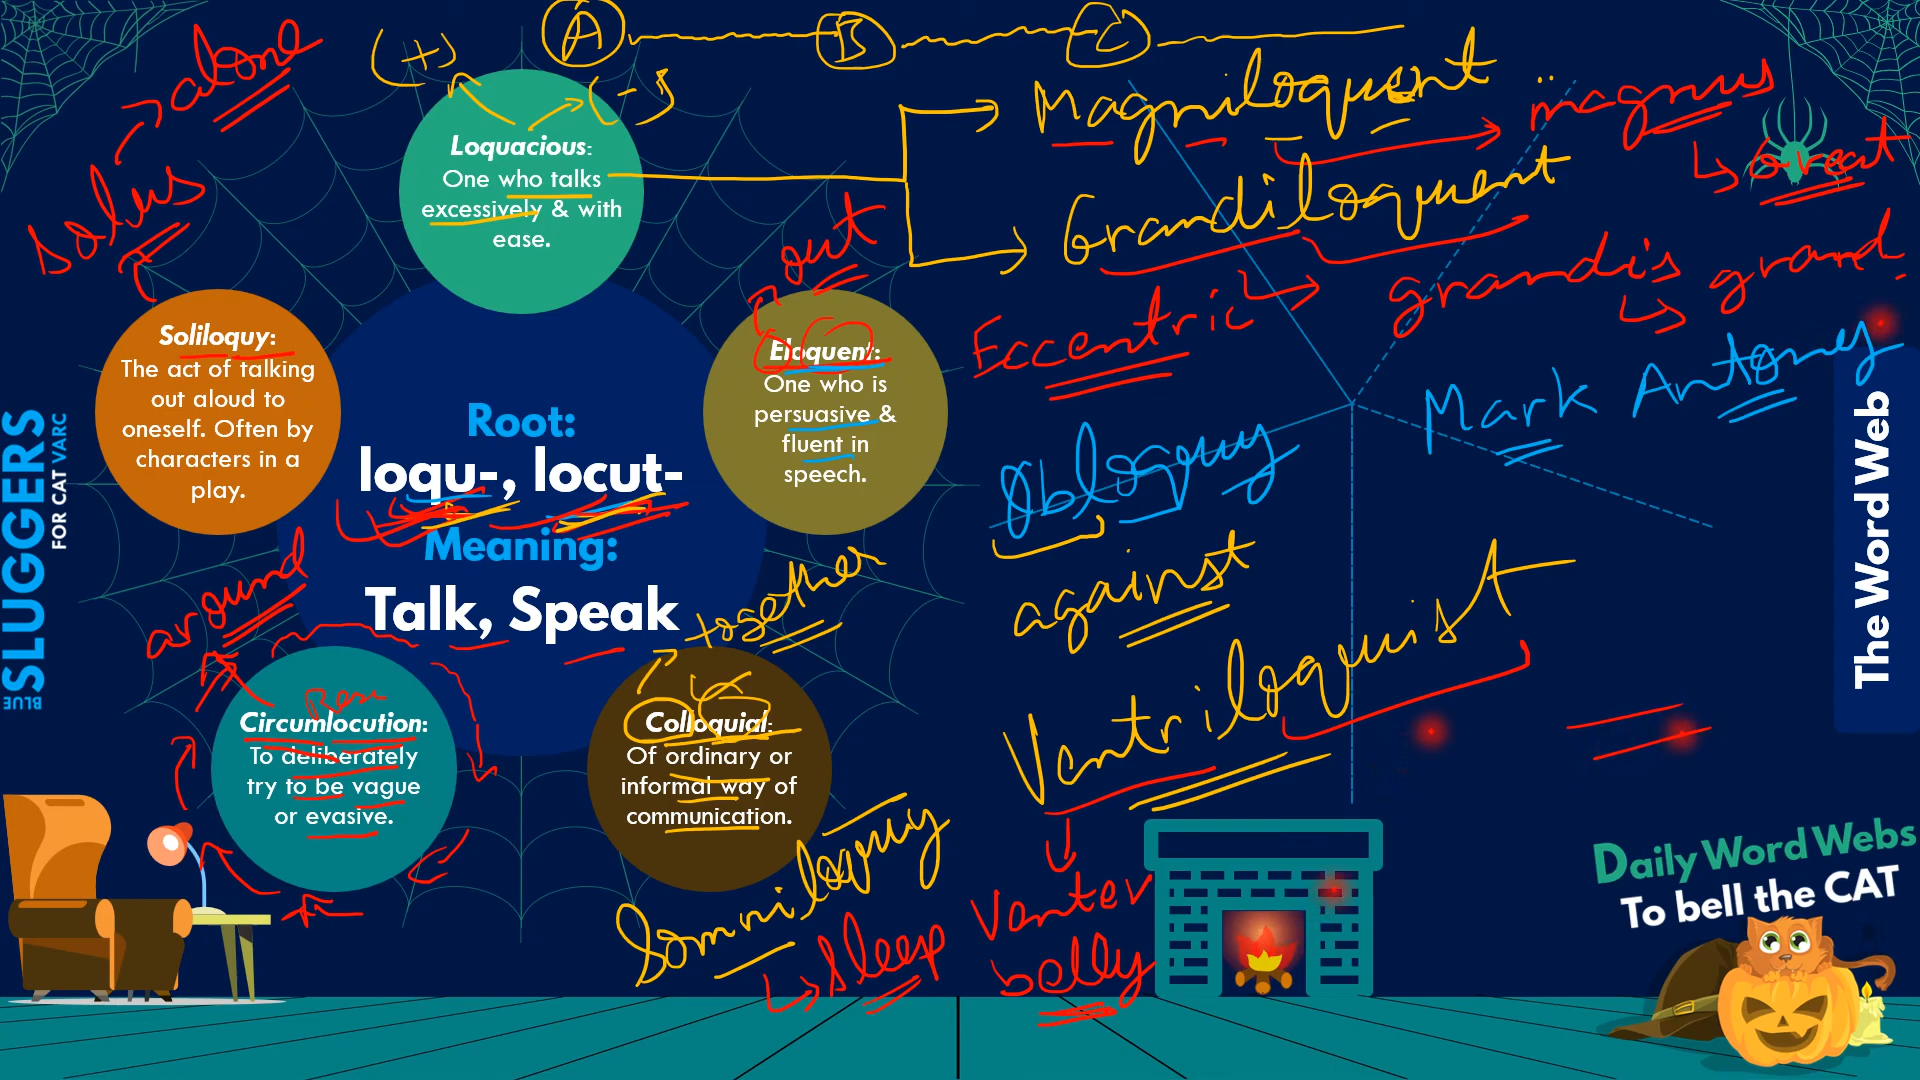 (+)
A
B
C
(-)
alone
solus
Loquacious:
One who talks
excessively & with
ease.
Magniloquent
magnus
Great
Grandiloquent
grandis
grand
out
Eccentric
Soliloquy:
The act of talking
out aloud to
oneself. Often by
characters in a
play.
Eloquent:
One who is
persuasive &
fluent in
speech.
Mark Antony
Root:
loqu-, locut-
Meaning:
Talk, Speak
Obloquy
against
around
together
Ventriloquist
Circumlocution:
To deliberately
try to be vague
or evasive.
Colloquial:
Of ordinary or
informal way of
communication.
Somniloquy
sleep
Venter
belly
BLUE
SLUGGERS
FOR CAT VARC
The Word Web
Daily Word Webs
To bell the CAT